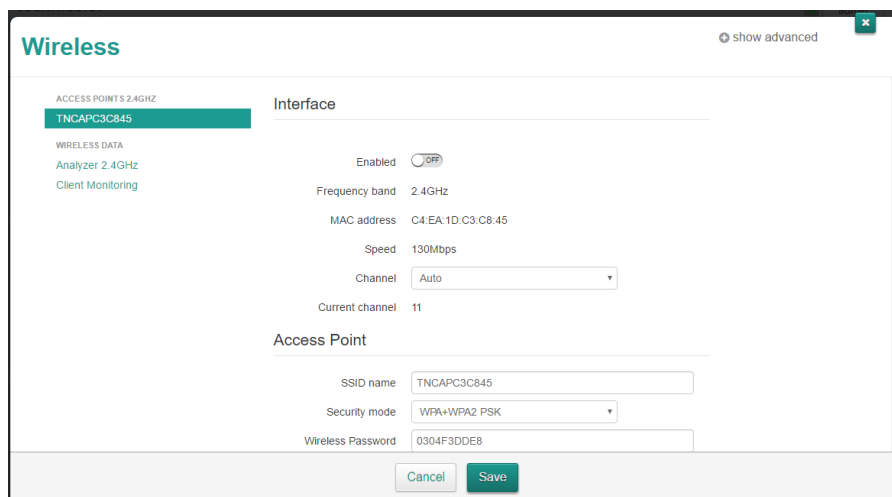 Wireless
show advanced
ACCESS POINTS 2.4GHZ
TNCAPC3C845
WIRELESS DATA
Analyzer 2.4GHz
Client Monitoring
Interface
Enabled OFF
Frequency band 2.4GHz
MAC address C4:EA:1D:C3:C8:45
Speed 130Mbps
Channel Auto
Current channel 11
Access Point
SSID name TNCAPC3C845
Security mode WPA+WPA2 PSK
Wireless Password 0304F3DDE8
Cancel Save